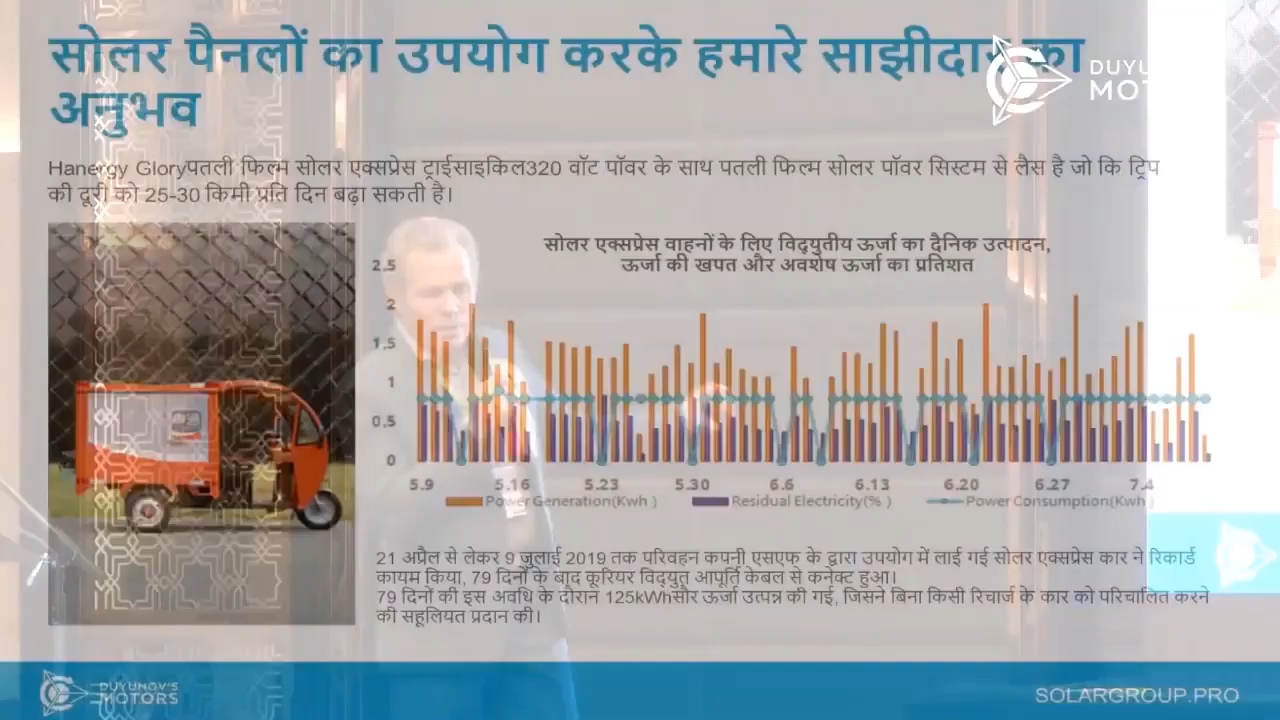 सोलर पैनलों का उपयोग करके हमारे साझीदार का
अनुभव
DUYU
MOT
Hanergy Gloryपतली फिल्म सोलर एक्सप्रेस ट्राईसाइकिल320 वॉट पॉवर के साथ पतली फिल्म सोलर पॉवर सिस्टम से लैस है जो कि ट्रिप
की दूरी को 25-30 किमी प्रति दिन बढ़ा सकती है।
सोलर एक्सप्रेस वाहनों के लिए विद्युतीय ऊर्जा का दैनिक उत्पादन,
ऊर्जा की खपत और अवशेष ऊर्जा का प्रतिशत
2,5
2
1,5
1
0,5
0
5.9 5.16 5.23 5.30 6.6 6.13 6.20 6.27 7.4
Power Generation(Kwh ) Residual Electricity(% ) Power Consumption(Kwh )
21 अप्रैल से लेकर 9 जुलाई 2019 तक परिवहन कंपनी एसएफ के द्वारा उपयोग में लाई गई सोलर एक्सप्रेस कार ने रिकार्ड
कायम किया, 79 दिनों के बाद कूरियर विद्युत् आपूर्ति केबल से कनेक्ट हुआ।
79 दिनों की इस अवधि के दौरान 125kWhसौर ऊर्जा उत्पन्न की गई, जिसने बिना किसी रिचार्ज के कार को परिचालित करने
की सहूलियत प्रदान की।
DUYUNOV'S
MOTORS
SOLARGROUP.PRO